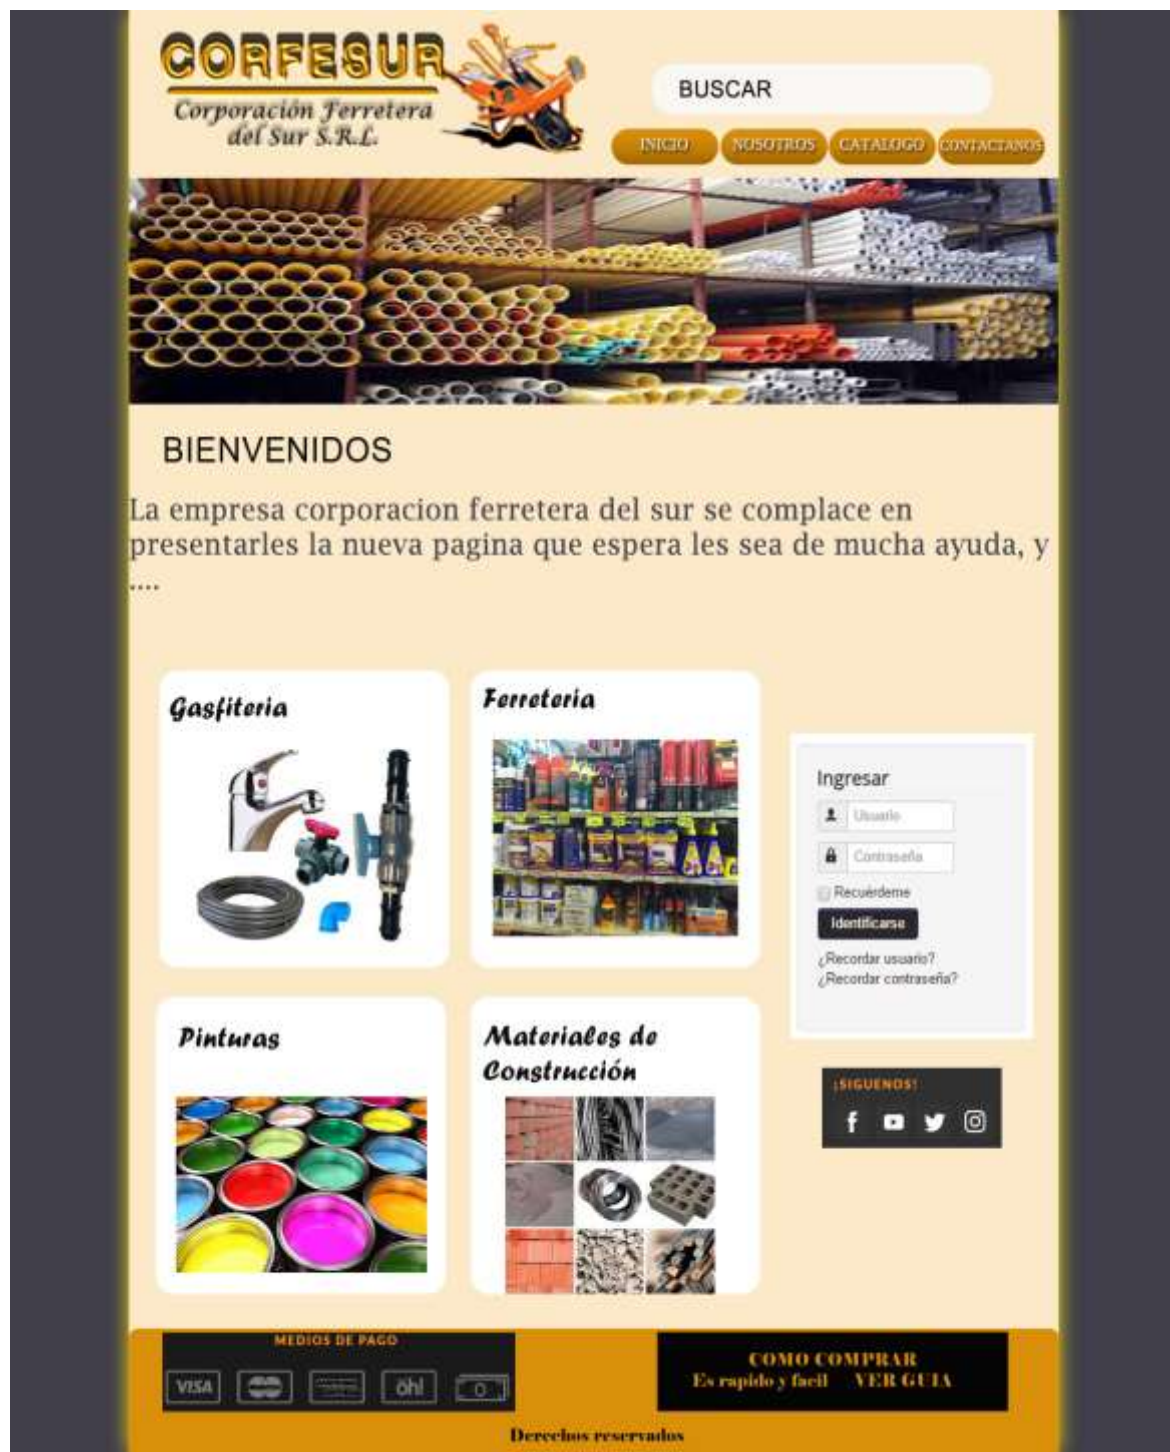 CORFESUR
Corporación Ferretera
del Sur S.R.L.
BUSCAR
INICIO NOSOTROS CATALOGO CONTACTANOS
BIENVENIDOS
La empresa corporacion ferretera del sur se complace en
presentarles la nueva pagina que espera les sea de mucha ayuda, y
....
Gasfiteria
Ferreteria
Ingresar
Usuario
Contraseña
Recuérdeme
Identificarse
¿Recordar usuario?
¿Recordar contraseña?
Pinturas
Materiales de
Construcción
¡SIGUENOS!
MEDIOS DE PAGO
VISA
öh!
COMO COMPRAR
Es rapido y facil VER GUIA
Derechos reservados